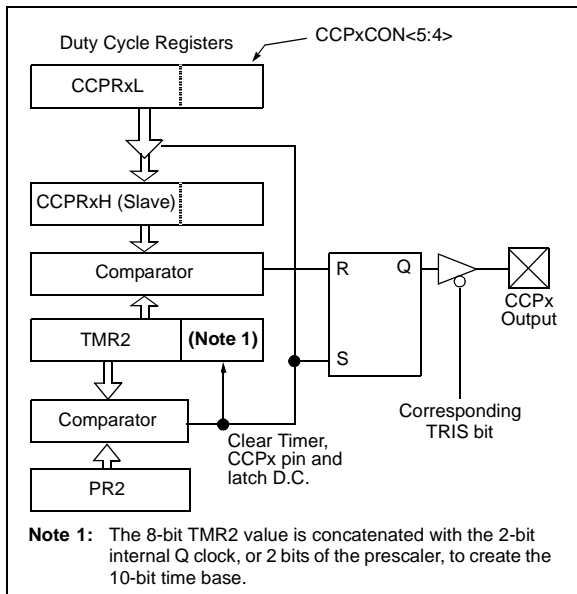 Duty Cycle Registers
CCPxCON<5:4>
CCPRxL
CCPRxH (Slave)
Comparator
R
Q
TMR2
(Note 1)
S
CCPx
Output
Comparator
Corresponding
TRIS bit
Clear Timer,
CCPx pin and
latch D.C.
PR2
Note 1: The 8-bit TMR2 value is concatenated with the 2-bit
internal Q clock, or 2 bits of the prescaler, to create the
10-bit time base.